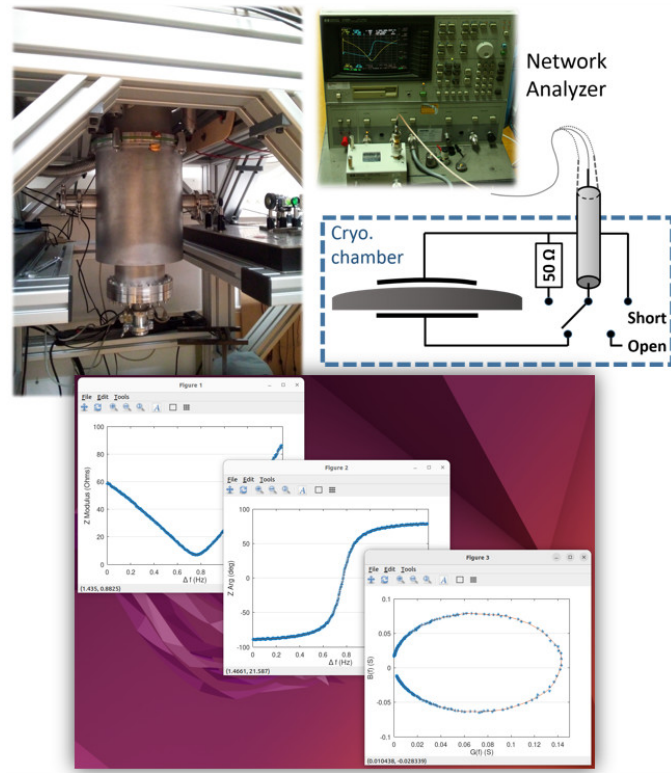 Network
Analyzer
Cryo.
chamber
50 Ω
Short
Open
Figure 1
File Edit Tools
100
80
60
40
20
0
Z Modulus (Ohms)
0 0.2 0.4 0.6 0.8 1
Δ f (Hz)
(1.435, 0.8825)
Figure 2
File Edit Tools
100
50
0
-50
-100
Z Arg (deg)
0 0.2 0.4 0.6 0.8 1
Δ f (Hz)
(1.4661, 21.587)
Figure 3
File Edit Tools
0.1
0.05
0
-0.05
-0.1
B(f) (S)
0 0.02 0.04 0.06 0.08 0.1 0.12 0.14
G(f) (S)
(0.010438, -0.028339)